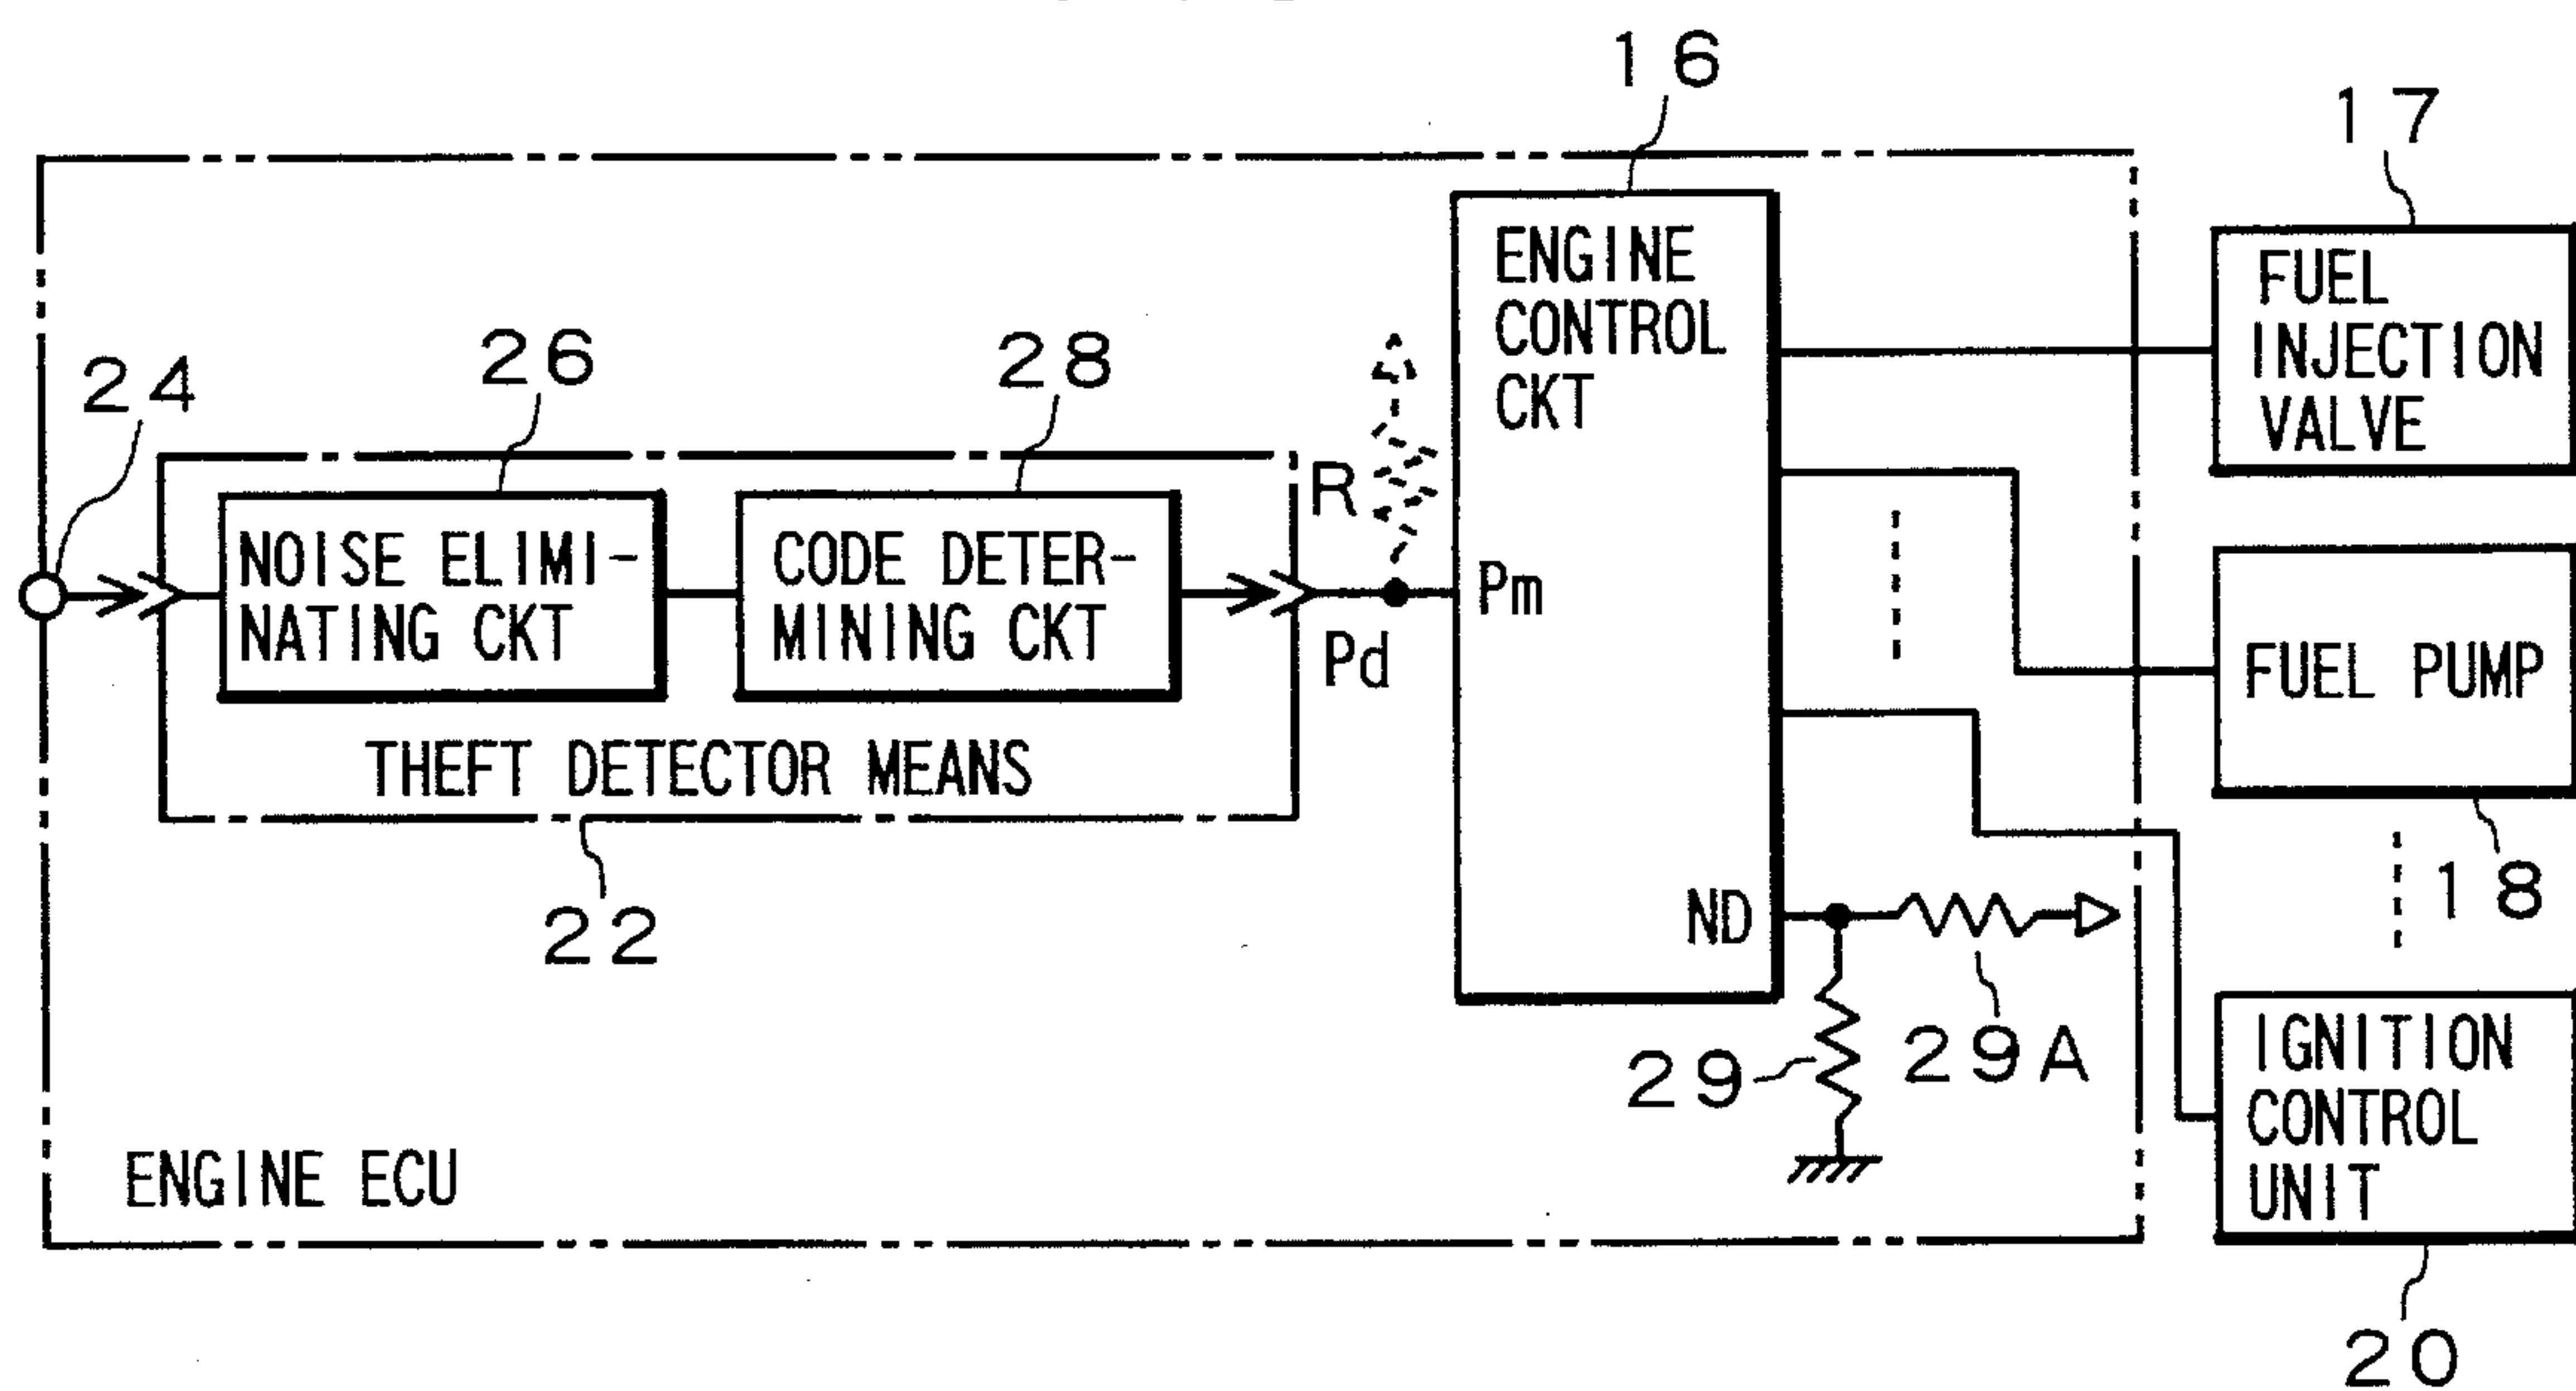 16
17
ENGINE
CONTROL
CKT
FUEL
INJECTION
VALVE
24
26
28
R
NOISE ELIMI-
NATING CKT
CODE DETER-
MINING CKT
Pm
Pd
FUEL PUMP
THEFT DETECTOR MEANS
22
ND
18
29
29A
IGNITION
CONTROL
UNIT
ENGINE ECU
20